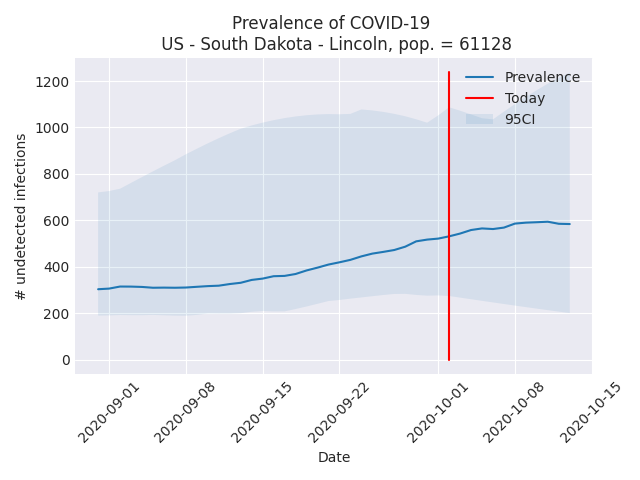 Prevalence of COVID-19
US - South Dakota - Lincoln, pop. = 61128
Prevalence
Today
95CI
# undetected infections
1200
1000
800
600
400
200
0
2020-09-01
2020-09-08
2020-09-15
2020-09-22
2020-10-01
2020-10-08
2020-10-15
Date